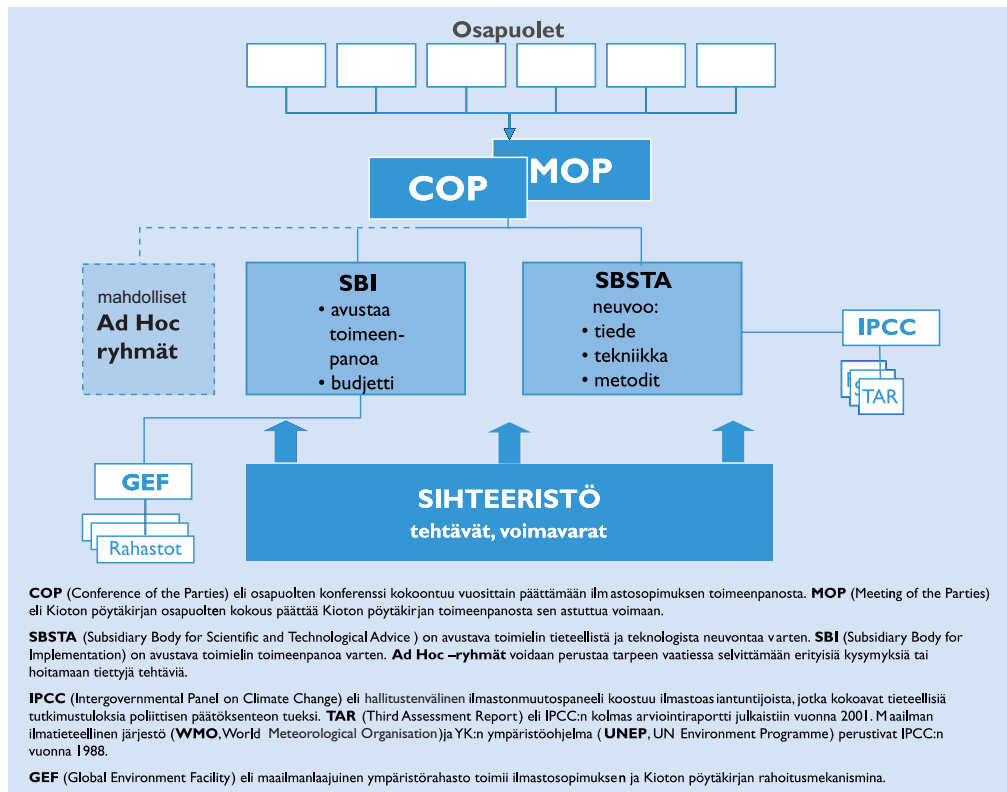 Osapuolet
MOP
COP
mahdolliset
Ad Hoc
ryhmät
SBI
• avustaa
toimeen-
panoa
• budjetti
SBSTA
neuvoo:
• tiede
• tekniikka
• metodit
IPCC
TAR
GEF
Rahastot
SIHTEERISTÖ
tehtävät, voimavarat
COP (Conference of the Parties) eli osapuolten konferenssi kokoontuu vuosittain päättämään ilmastosopimuksen toimeenpanosta. MOP (Meeting of the Parties)
eli Kioton pöytäkirjan osapuolten kokous päättää Kioton pöytäkirjan toimeenpanosta sen astuttua voimaan.
SBSTA (Subsidiary Body for Scientific and Technological Advice ) on avustava toimielin tieteellistä ja teknologista neuvontaa varten. SBI (Subsidiary Body for
Implementation) on avustava toimielin toimeenpanoa varten. Ad Hoc –ryhmät voidaan perustaa tarpeen vaatiessa selvittämään erityisiä kysymyksiä tai
hoitamaan tiettyjä tehtäviä.
IPCC (Intergovernmental Panel on Climate Change) eli hallitustenvälinen ilmastonmuutospaneeli koostuu ilmastoasiantuntijoista, jotka kokoavat tieteellisiä
tutkimustuloksia poliittisen päätöksenteon tueksi. TAR (Third Assessment Report) eli IPCC:n kolmas arviointiraportti julkaistiin vuonna 2001. Maailman
ilmatieteellinen järjestö (WMO, World Meteorological Organisation)ja YK:n ympäristöohjelma (UNEP, UN Environment Programme) perustivat IPCC:n
vuonna 1988.
GEF (Global Environment Facility) eli maailmanlaajuinen ympäristörahasto toimii ilmastosopimuksen ja Kioton pöytäkirjan rahoitusmekanismina.